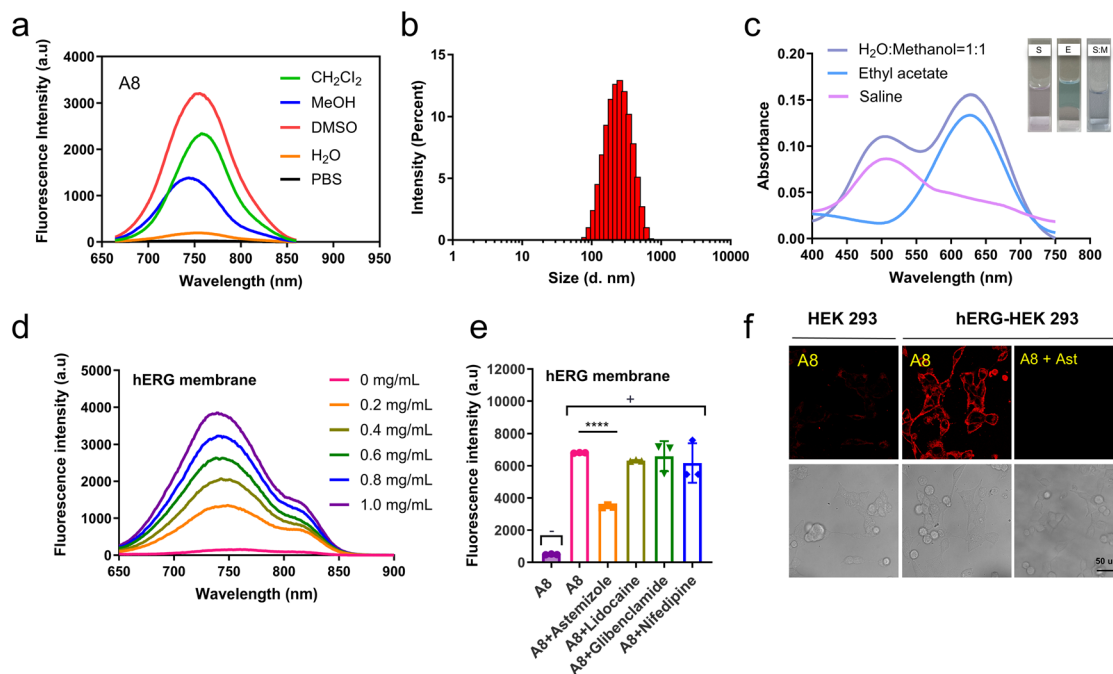 a
A8
CH₂Cl₂
MeOH
DMSO
H₂O
PBS
Fluorescence Intensity (a.u)
4000
3000
2000
1000
0
650 700 750 800 850 900 950
Wavelength (nm)
b
Intensity (Percent)
15
10
5
0
1 10 100 1000 10000
Size (d. nm)
c
H₂O:Methanol=1:1
Ethyl acetate
Saline
S E S:M
Absorbance
0.20
0.15
0.10
0.05
0.00
400 450 500 550 600 650 700 750 800
Wavelength (nm)
d
hERG membrane
0 mg/mL
0.2 mg/mL
0.4 mg/mL
0.6 mg/mL
0.8 mg/mL
1.0 mg/mL
Fluorescence intensity (a.u)
5000
4000
3000
2000
1000
0
650 700 750 800 850 900
Wavelength (nm)
e
hERG membrane
+
****
-
Fluorescence intensity (a.u)
12000
10000
8000
6000
4000
2000
0
A8
A8
A8+Astemizole
A8+Lidocaine
A8+Glibenclamide
A8+Nifedipine
f
HEK 293 hERG-HEK 293
A8 A8 A8 + Ast
50 u